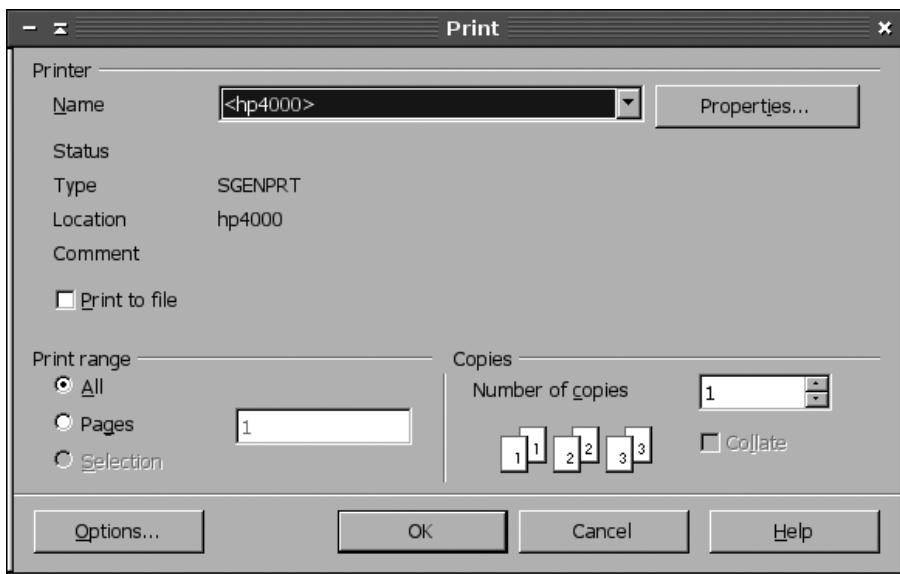 Print
Printer
Name <hp4000> Properties...
Status
Type SGENPRT
Location hp4000
Comment
Print to file
Print range
All
Pages 1
Selection
Copies
Number of copies 1
1 1 2 2 3 3 Collate
Options... OK Cancel Help